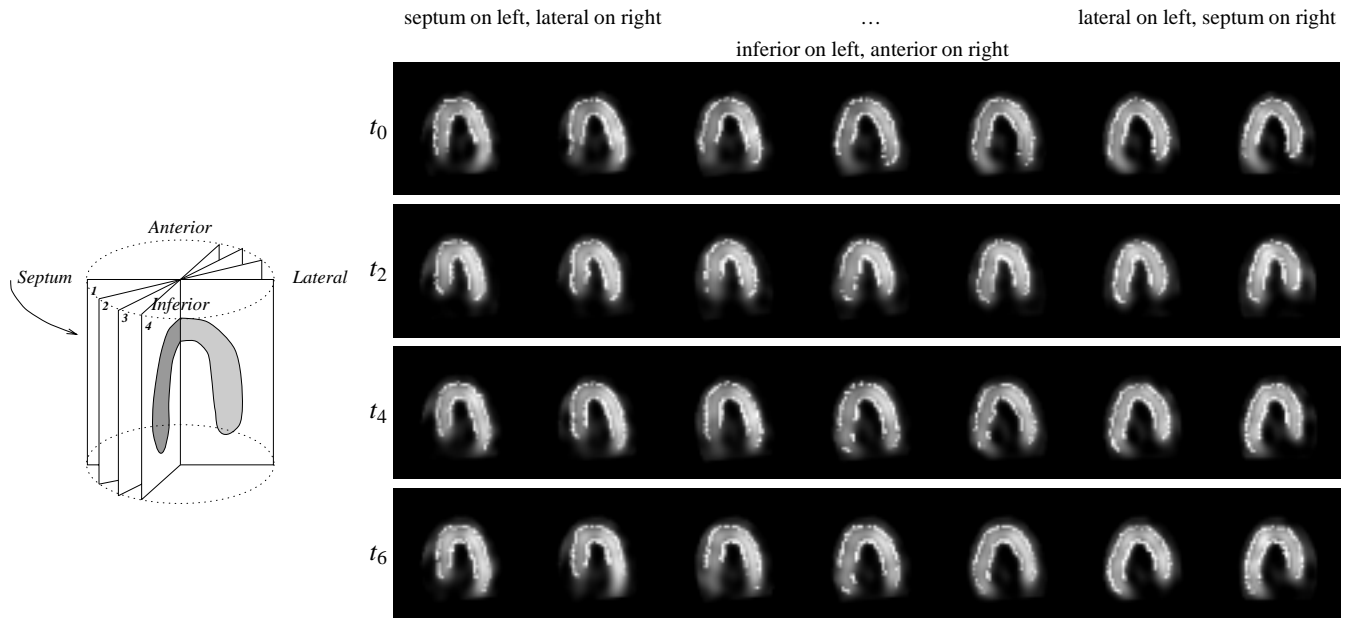 septum on left, lateral on right … lateral on left, septum on right
inferior on left, anterior on right
t0
t2
t4
t6
Anterior
Septum Lateral
1
2 Inferior
3
4